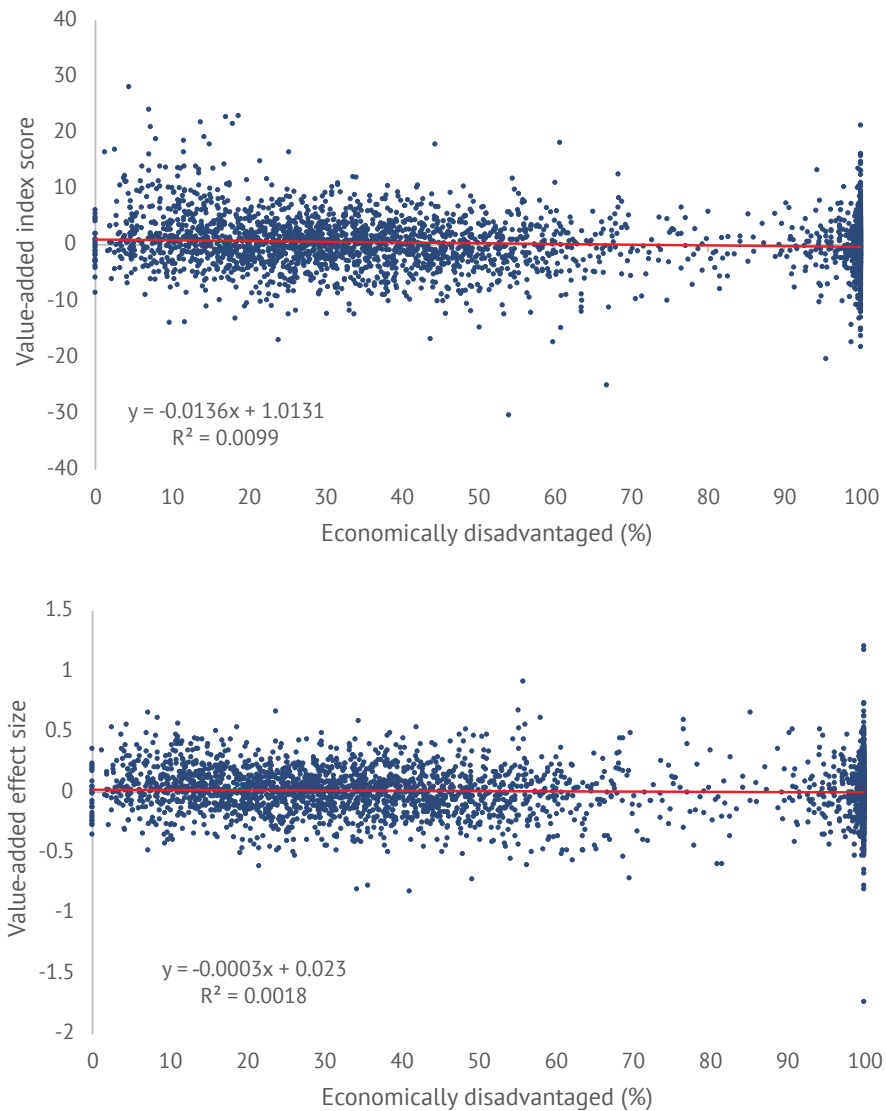 40
30
20
10
0
-10
-20
-30
-40
Value-added index score
y = -0.0136x + 1.0131
R² = 0.0099
0 10 20 30 40 50 60 70 80 90 100
Economically disadvantaged (%)
1.5
1
0.5
0
-0.5
-1
-1.5
-2
Value-added effect size
y = -0.0003x + 0.023
R² = 0.0018
0 10 20 30 40 50 60 70 80 90 100
Economically disadvantaged (%)